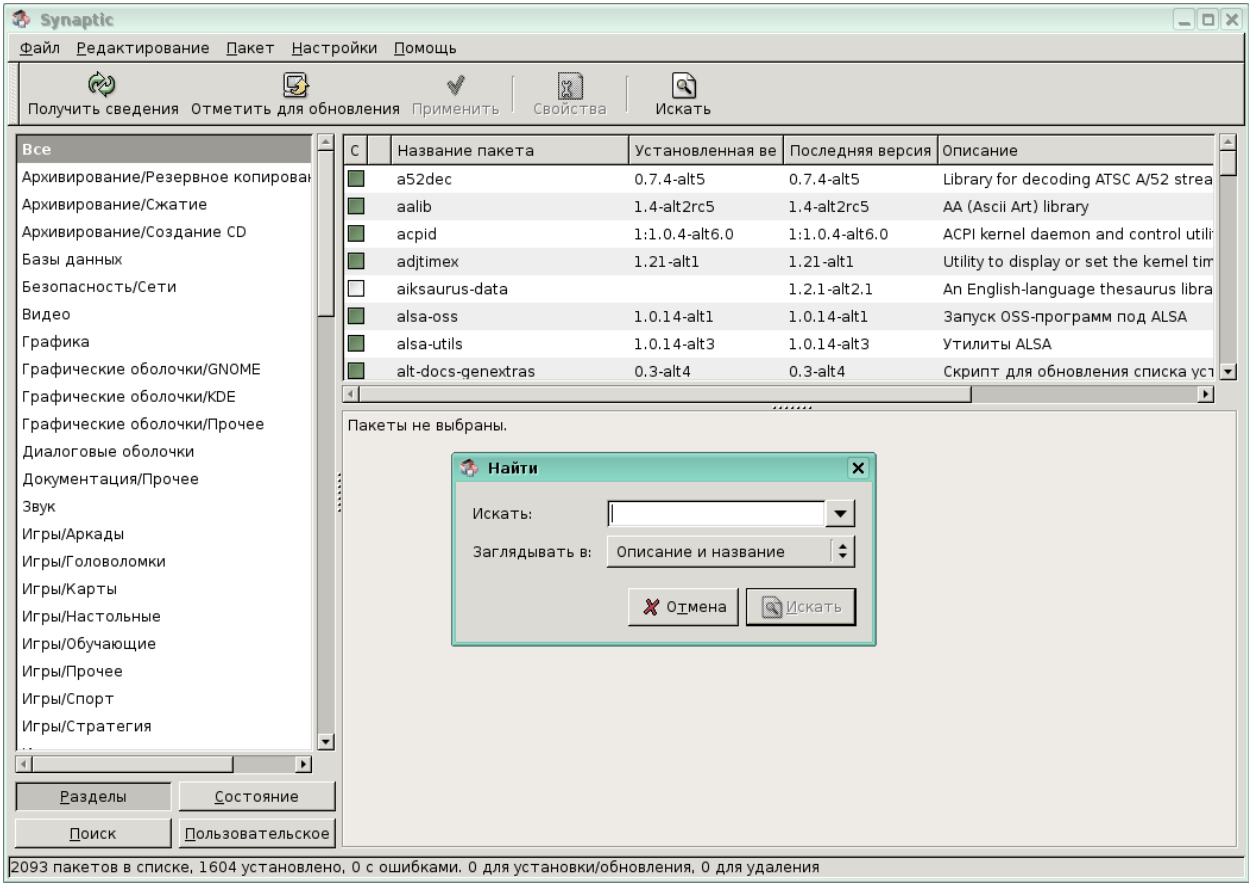 Synaptic
Файл Редактирование Пакет Настройки Помощь
Получить сведения Отметить для обновления Применить Свойства Искать
Все
Архивирование/Резервное копирован
Архивирование/Сжатие
Архивирование/Создание CD
Базы данных
Безопасность/Сети
Видео
Графика
Графические оболочки/GNOME
Графические оболочки/KDE
Графические оболочки/Прочее
Диалоговые оболочки
Документация/Прочее
Звук
Игры/Аркады
Игры/Головоломки
Игры/Карты
Игры/Настольные
Игры/Обучающие
Игры/Прочее
Игры/Спорт
Игры/Стратегия
Разделы Состояние
Поиск Пользовательское
С Название пакета Установленная ве Последняя версия Описание
a52dec 0.7.4-alt5 0.7.4-alt5 Library for decoding ATSC A/52 strea
aalib 1.4-alt2rc5 1.4-alt2rc5 AA (Ascii Art) library
acpid 1:1.0.4-alt6.0 1:1.0.4-alt6.0 ACPI kernel daemon and control utili
adjtimex 1.21-alt1 1.21-alt1 Utility to display or set the kernel tim
aiksaurus-data 1.2.1-alt2.1 An English-language thesaurus libra
alsa-oss 1.0.14-alt1 1.0.14-alt1 Запуск OSS-программ под ALSA
alsa-utils 1.0.14-alt3 1.0.14-alt3 Утилиты ALSA
alt-docs-genextras 0.3-alt4 0.3-alt4 Скрипт для обновления списка уст
Пакеты не выбраны.
Найти
Искать:
Заглядывать в: Описание и название
Отмена Искать
2093 пакетов в списке, 1604 установлено, 0 с ошибками. 0 для установки/обновления, 0 для удаления